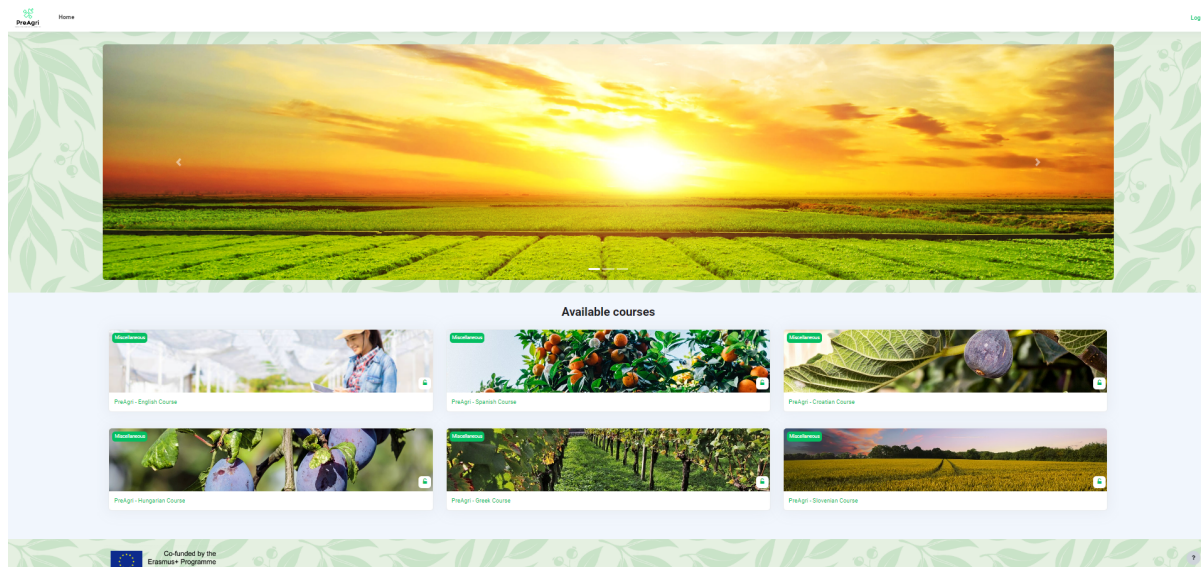 PreAgri
Home
Log
Available courses
Miscellaneous
PreAgri - English Course
Miscellaneous
PreAgri - Spanish Course
Miscellaneous
PreAgri - Croatian Course
Miscellaneous
PreAgri - Hungarian Course
Miscellaneous
PreAgri - Greek Course
Miscellaneous
PreAgri - Slovenian Course
Co-funded by the
Erasmus+ Programme
?